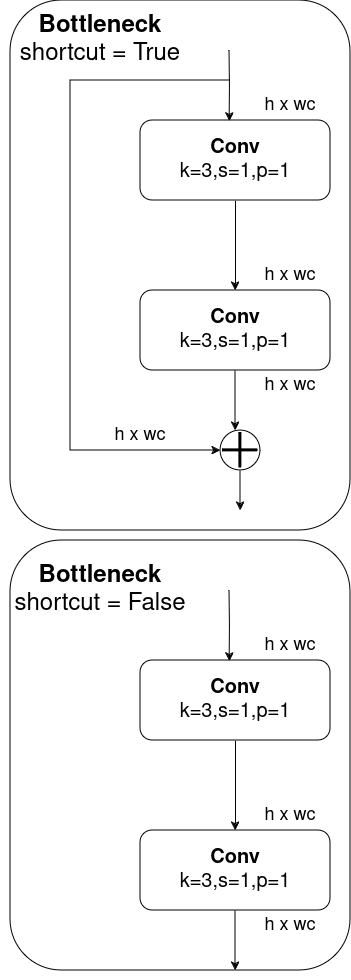 Bottleneck
shortcut = True
h x wc
Conv
k=3,s=1,p=1
h x wc
Conv
k=3,s=1,p=1
h x wc
h x wc
Bottleneck
shortcut = False
h x wc
Conv
k=3,s=1,p=1
h x wc
Conv
k=3,s=1,p=1
h x wc